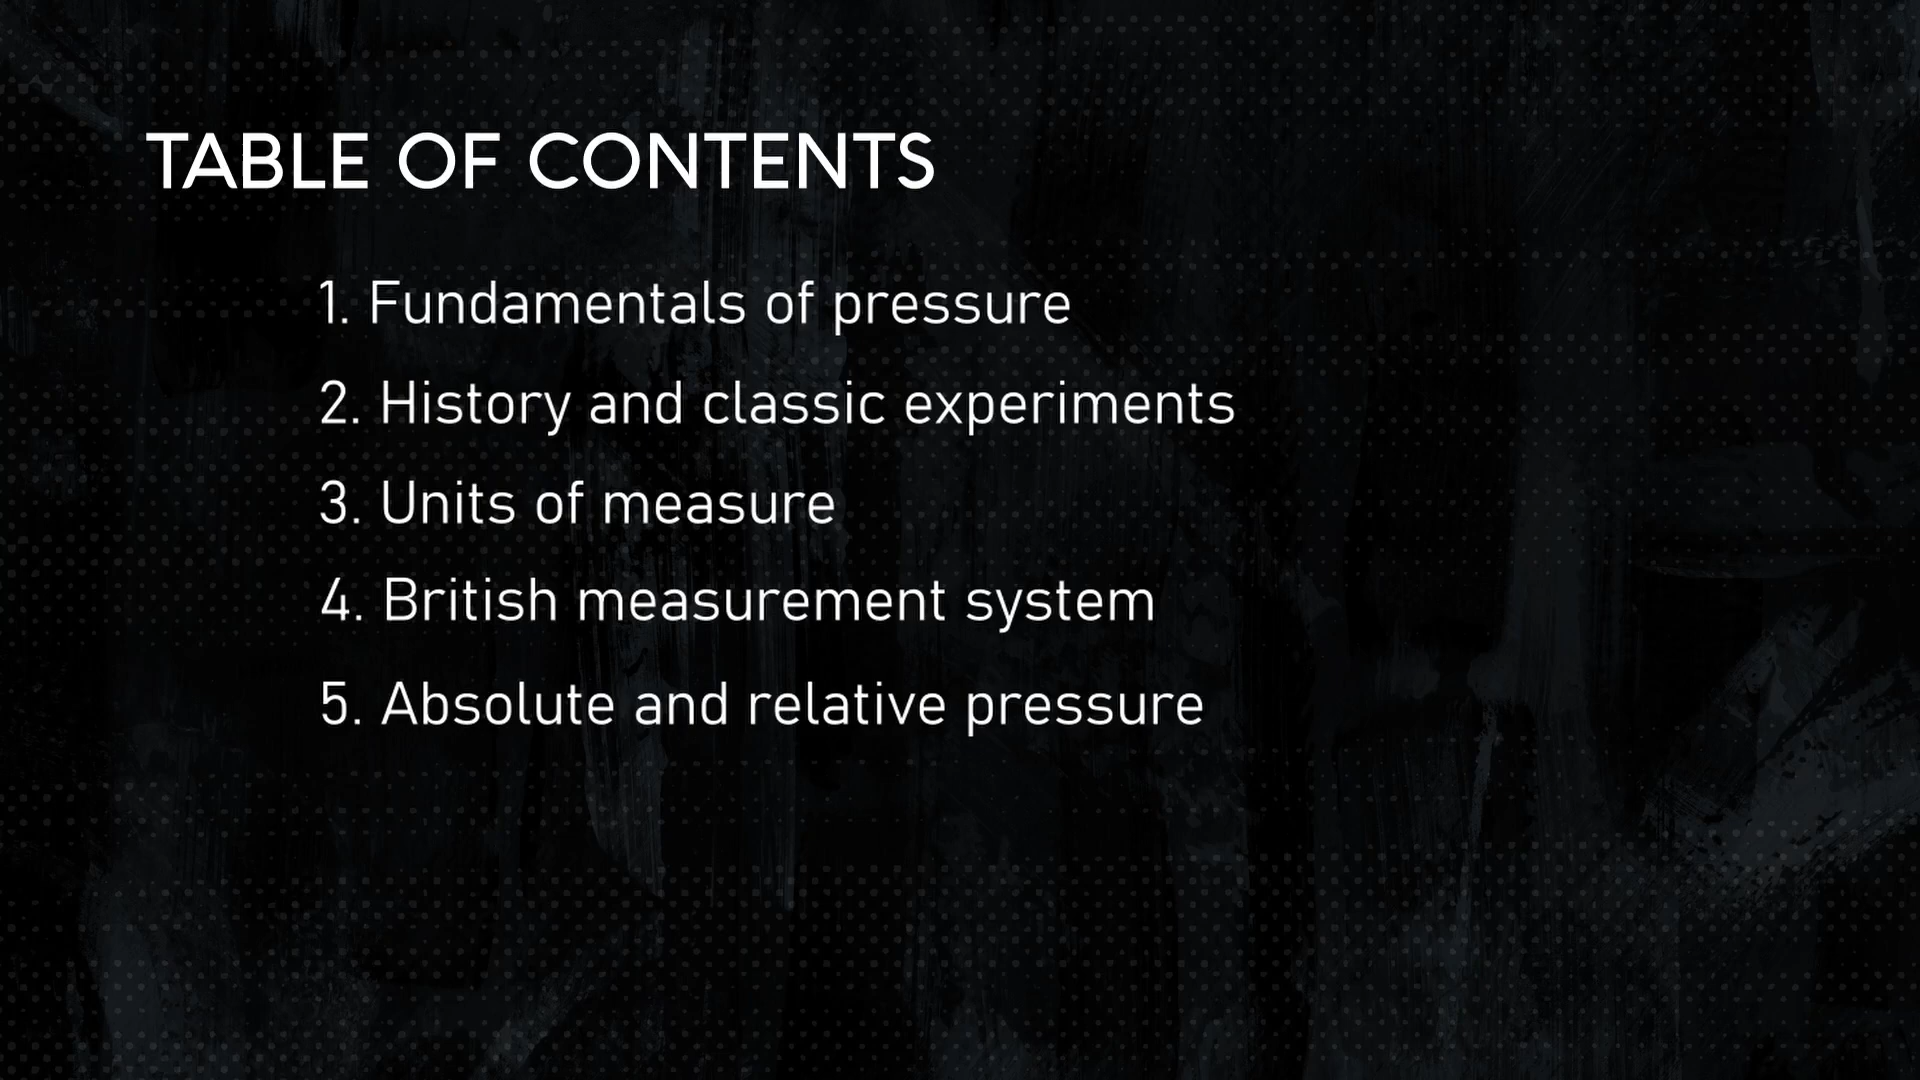 TABLE OF CONTENTS
1. Fundamentals of pressure
2. History and classic experiments
3. Units of measure
4. British measurement system
5. Absolute and relative pressure